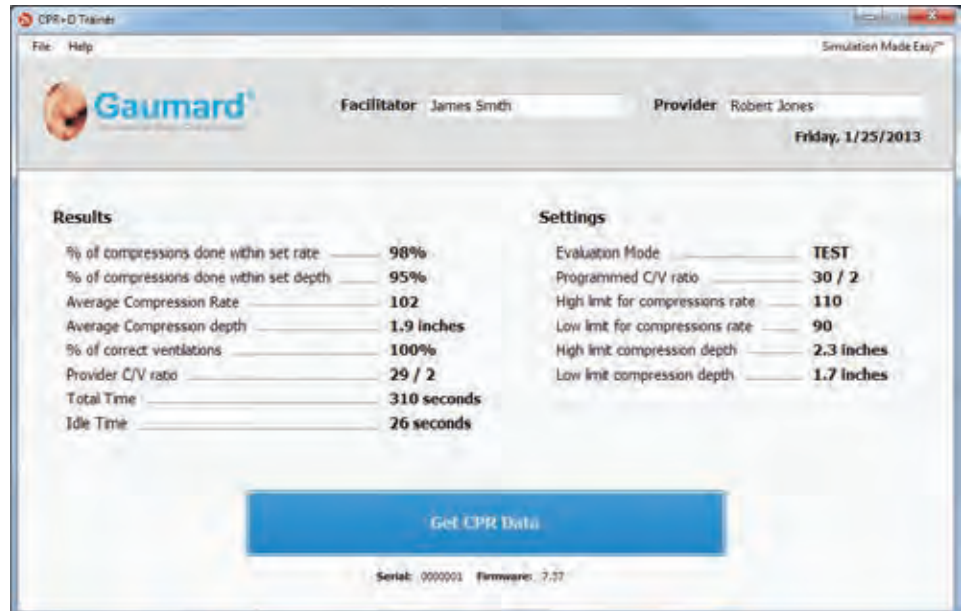 CPR+D Trainer
File Help Simulation Made Easy™
Gaumard®
Facilitator James Smith Provider Robert Jones
Friday, 1/25/2013
Results
% of compressions done within set rate 98%
% of compressions done within set depth 95%
Average Compression Rate 102
Average Compression depth 1.9 inches
% of correct ventilations 100%
Provider C/V ratio 29 / 2
Total Time 310 seconds
Idle Time 26 seconds
Settings
Evaluation Mode TEST
Programmed C/V ratio 30 / 2
High limit for compressions rate 110
Low limit for compressions rate 90
High limit compression depth 2.3 inches
Low limit compression depth 1.7 inches
Get CPR Data
Serial: 0000001 Firmware: